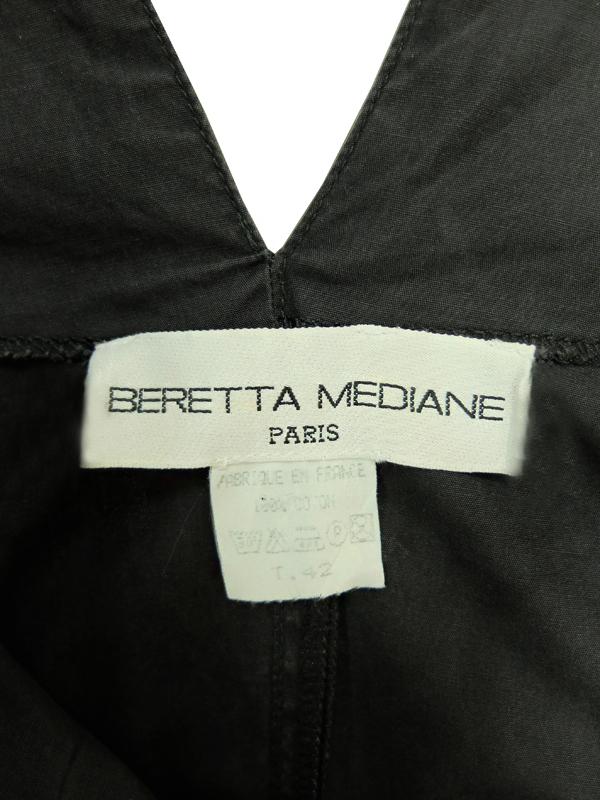 BERETTA MEDIANE
PARIS
FABRIQUE EN FRANCE
100% COTON
T.42